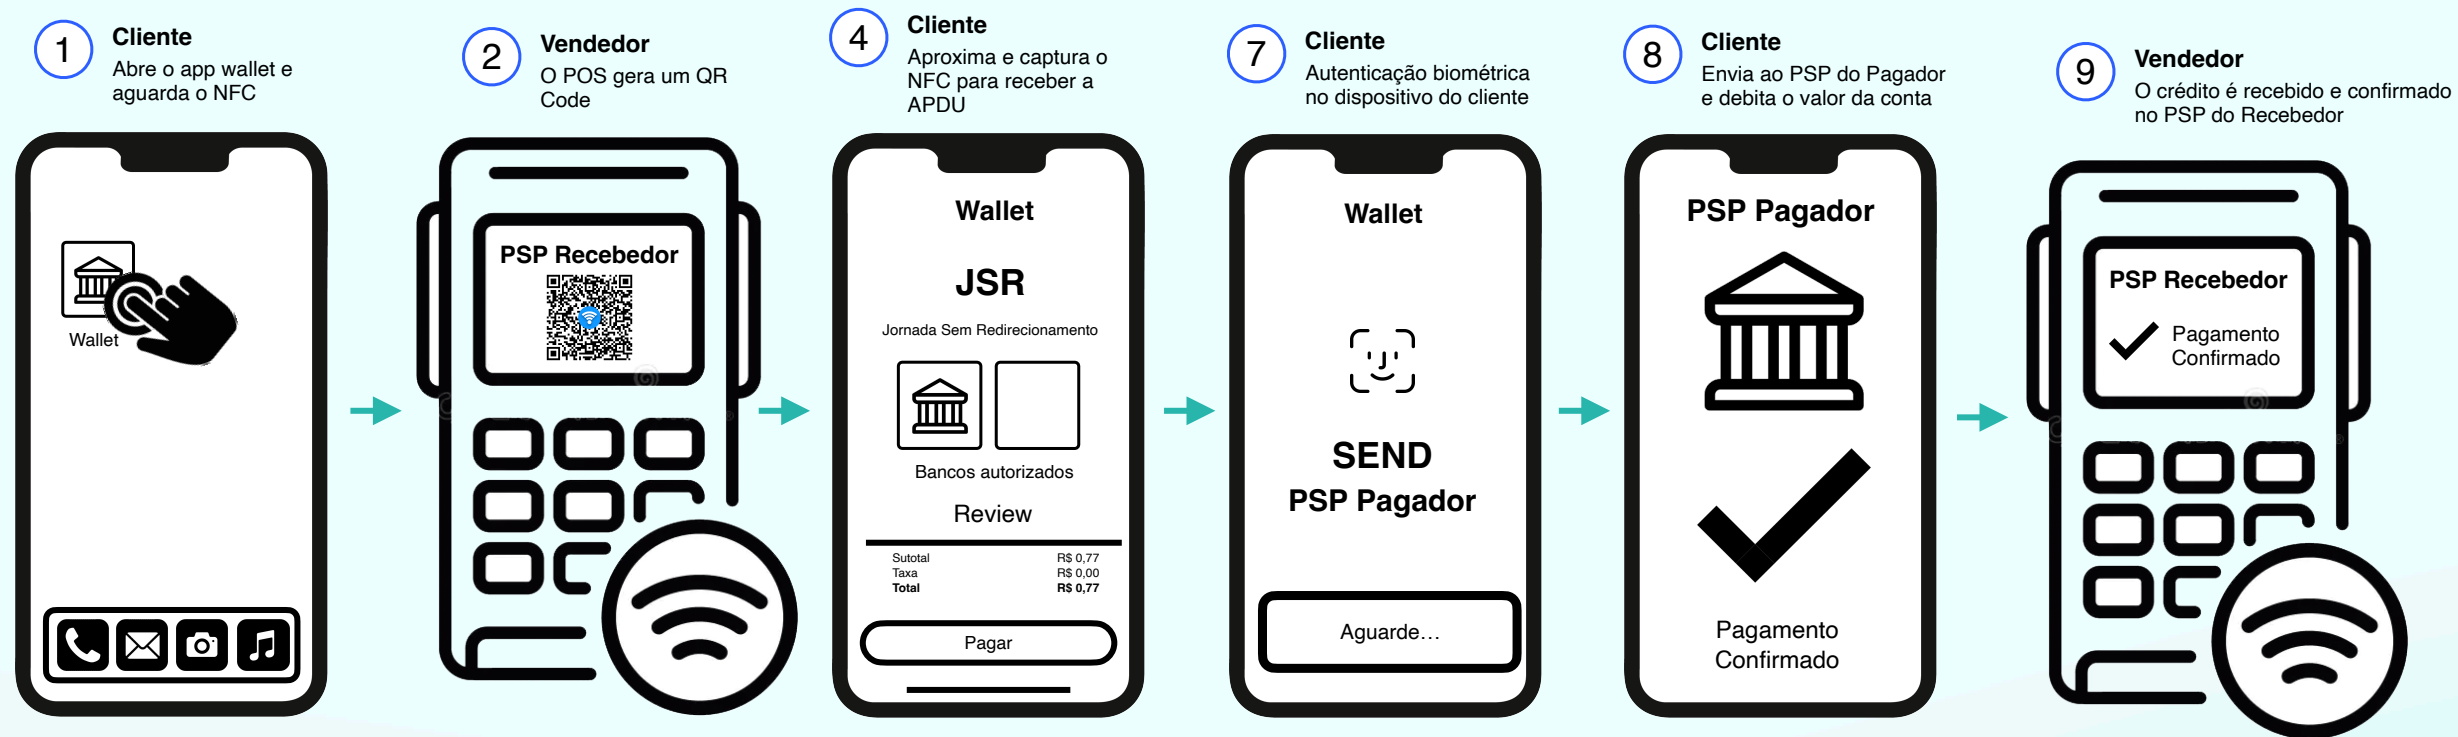 1
Cliente
Abre o app wallet e
aguarda o NFC
Wallet
2
Vendedor
O POS gera um QR
Code
PSP Recebedor
4
Cliente
Aproxima e captura o
NFC para receber a
APDU
Wallet
JSR
Jornada Sem Redirecionamento
Bancos autorizados
Review
Sutotal R$ 0,77
Taxa R$ 0,00
Total R$ 0,77
Pagar
7
Cliente
Autenticação biométrica
no dispositivo do cliente
Wallet
SEND
PSP Pagador
Aguarde...
8
Cliente
Envia ao PSP do Pagador
e debita o valor da conta
PSP Pagador
Pagamento
Confirmado
9
Vendedor
O crédito é recebido e confirmado
no PSP do Recebedor
PSP Recebedor
Pagamento
Confirmado